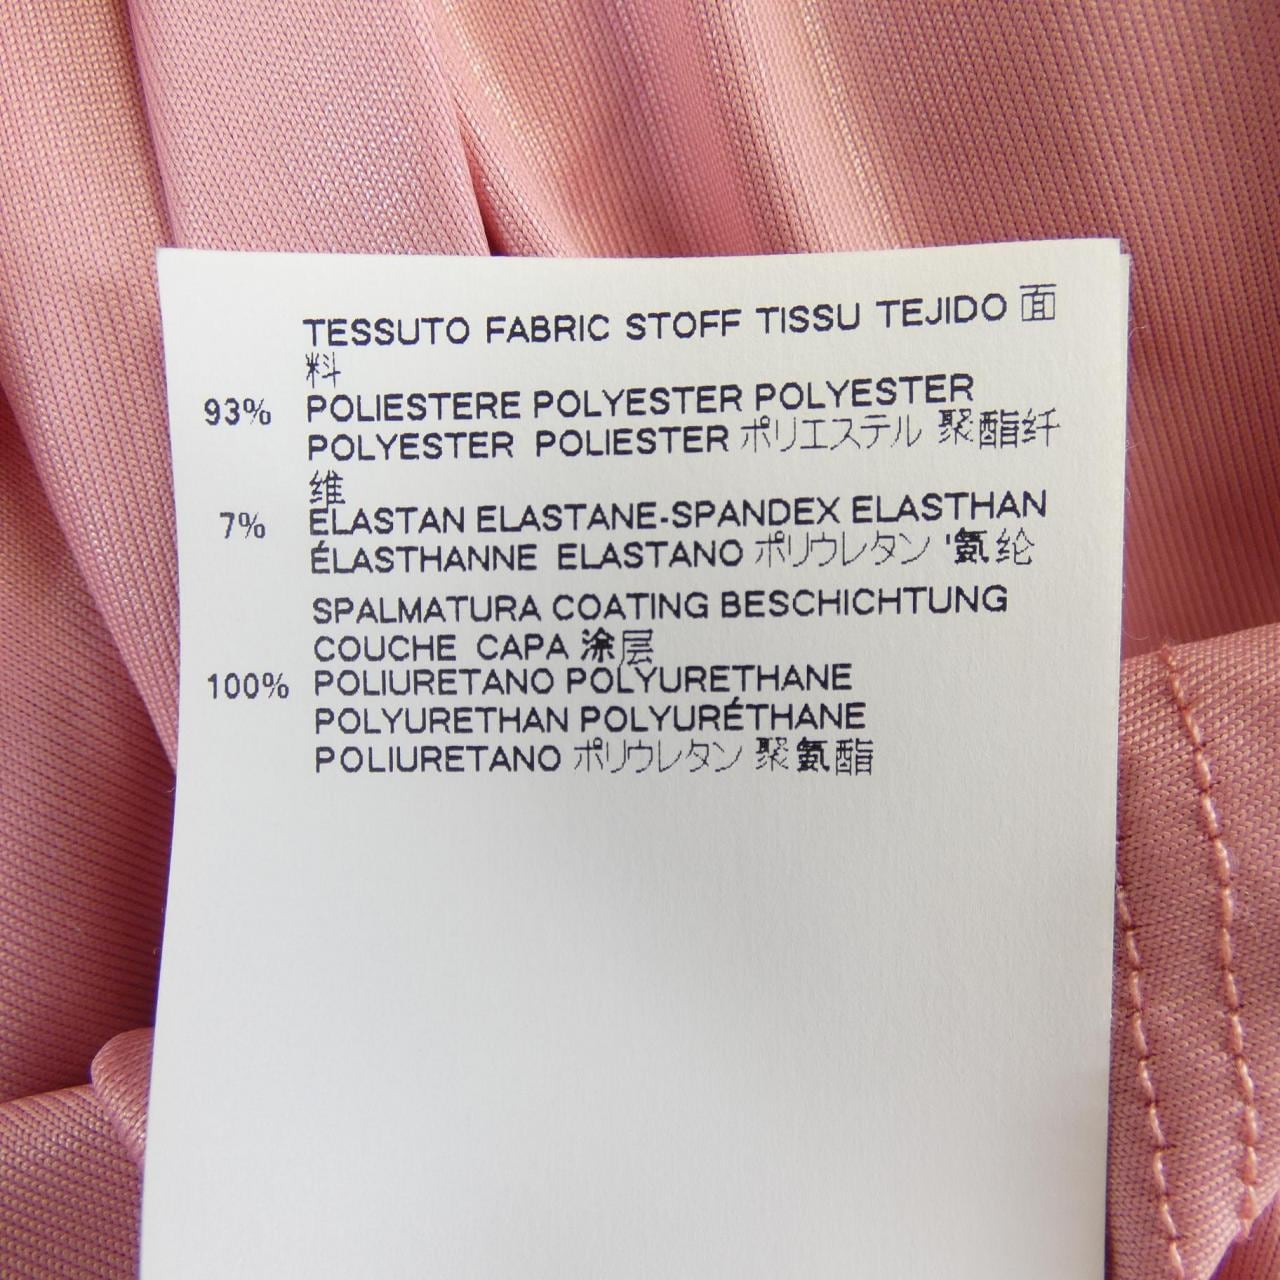 TESSUTO FABRIC STOFF TISSU TEJIDO 面
料
93% POLIESTERE POLYESTER POLYESTER
POLYESTER POLIESTER ポリエステル 聚酯纤
维
7% ELASTAN ELASTANE-SPANDEX ELASTHAN
ÉLASTHANNE ELASTANO ポリウレタン '氨纶
SPALMATURA COATING BESCHICHTUNG
COUCHE CAPA 涂层
100% POLIURETANO POLYURETHANE
POLYURETHAN POLYURÉTHANE
POLIURETANO ポリウレタン 聚氨酯